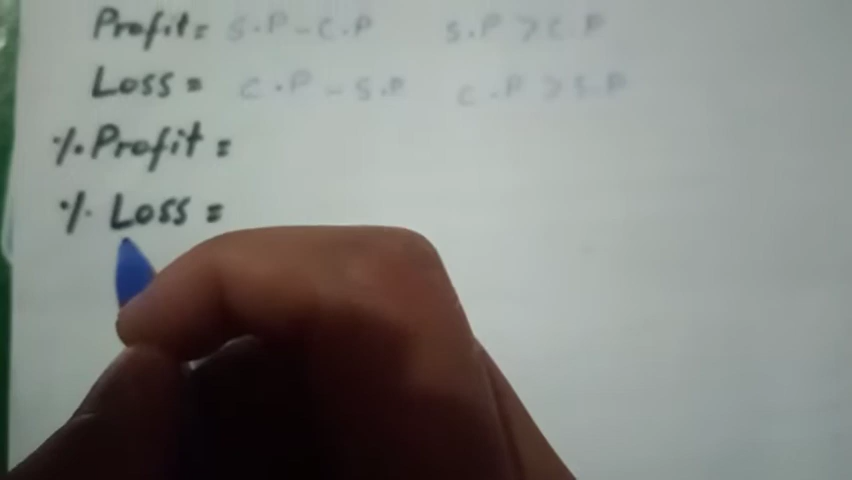 Profit = S.P - C.P S.P > C.P
Loss = C.P - S.P C.P > S.P
%. Profit =
%. Loss =